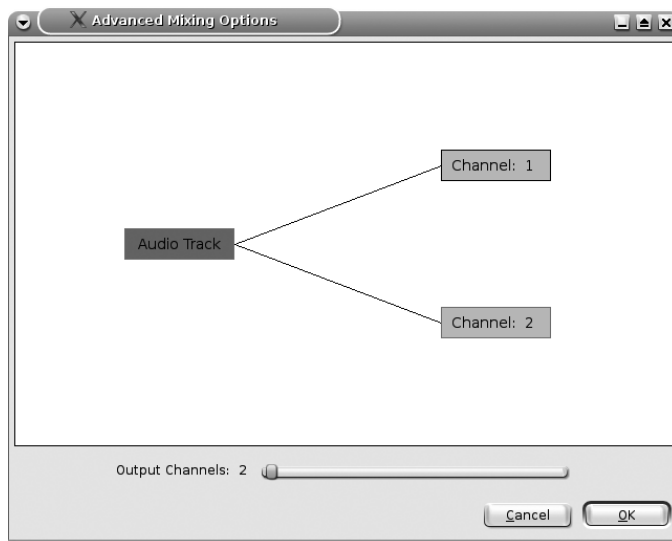 Advanced Mixing Options
Channel: 1
Audio Track
Channel: 2
Output Channels: 2
Cancel
OK